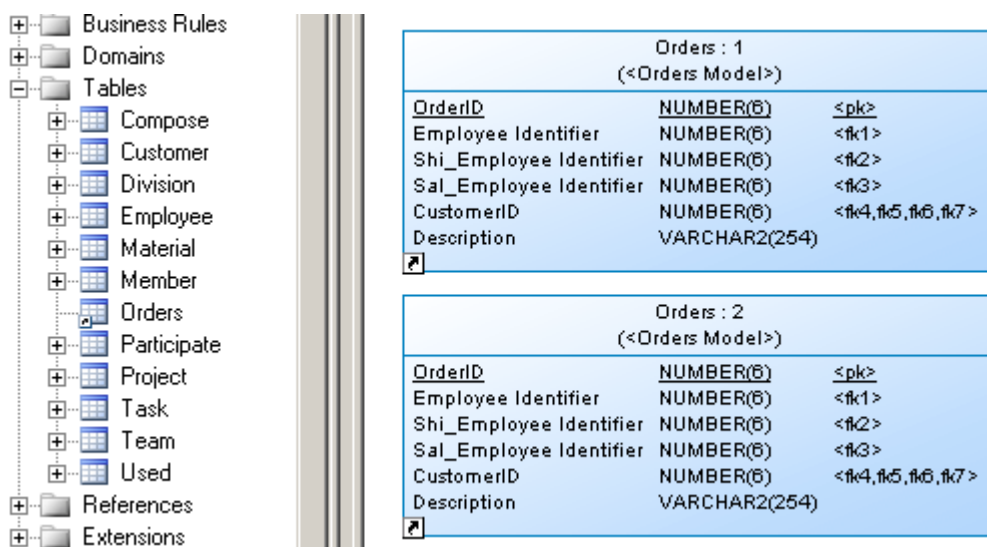 Business Rules
Domains
Tables
Compose
Customer
Division
Employee
Material
Member
Orders
Participate
Project
Task
Team
Used
References
Extensions
Orders : 1
(<Orders Model>)
OrderID NUMBER(6) <pk>
Employee Identifier NUMBER(6) <fk1>
Shi_Employee Identifier NUMBER(6) <fk2>
Sal_Employee Identifier NUMBER(6) <fk3>
CustomerID NUMBER(6) <fk4,fk5,fk6,fk7>
Description VARCHAR2(254)
Orders : 2
(<Orders Model>)
OrderID NUMBER(6) <pk>
Employee Identifier NUMBER(6) <fk1>
Shi_Employee Identifier NUMBER(6) <fk2>
Sal_Employee Identifier NUMBER(6) <fk3>
CustomerID NUMBER(6) <fk4,fk5,fk6,fk7>
Description VARCHAR2(254)